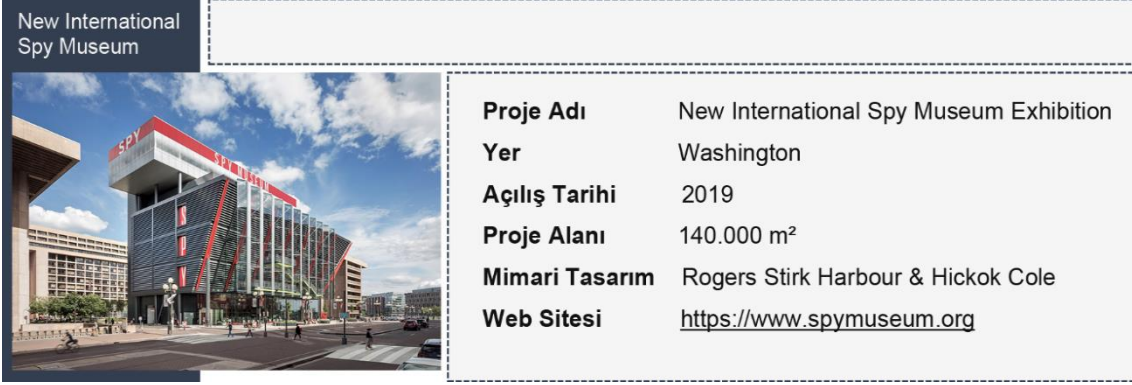 New International
Spy Museum
SPY
SPY MUSEUM
SPY
Proje Adı New International Spy Museum Exhibition
Yer Washington
Açılış Tarihi 2019
Proje Alanı 140.000 m²
Mimari Tasarım Rogers Stirk Harbour & Hickok Cole
Web Sitesi https://www.spymuseum.org